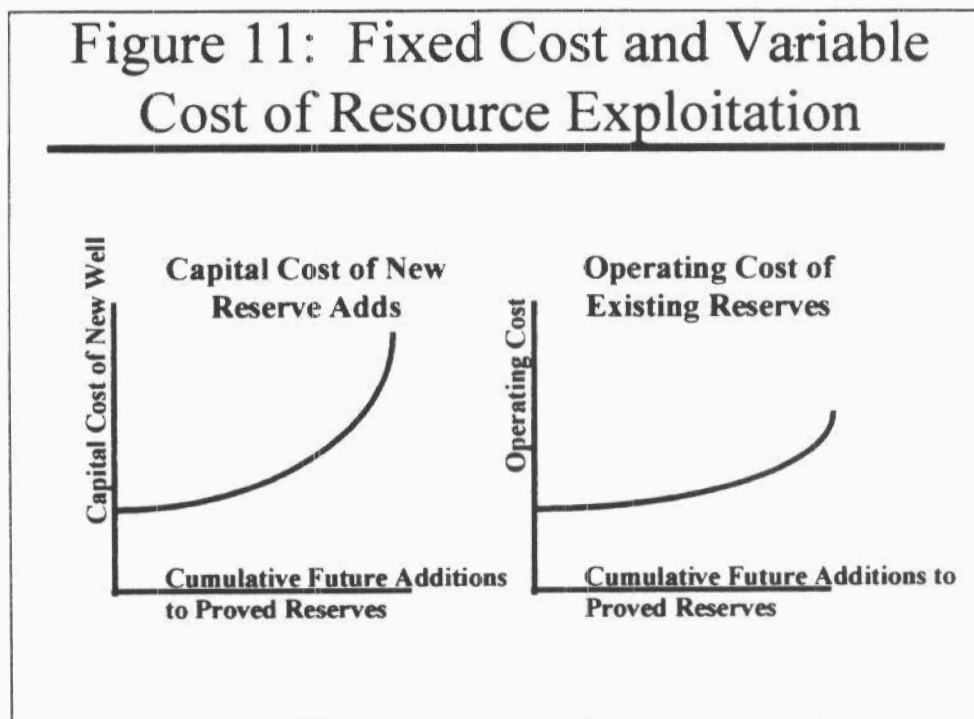 Figure 11: Fixed Cost and Variable
Cost of Resource Exploitation
Capital Cost of New Well
Capital Cost of New
Reserve Adds
Cumulative Future Additions
to Proved Reserves
Operating Cost
Operating Cost of
Existing Reserves
Cumulative Future Additions to
Proved Reserves